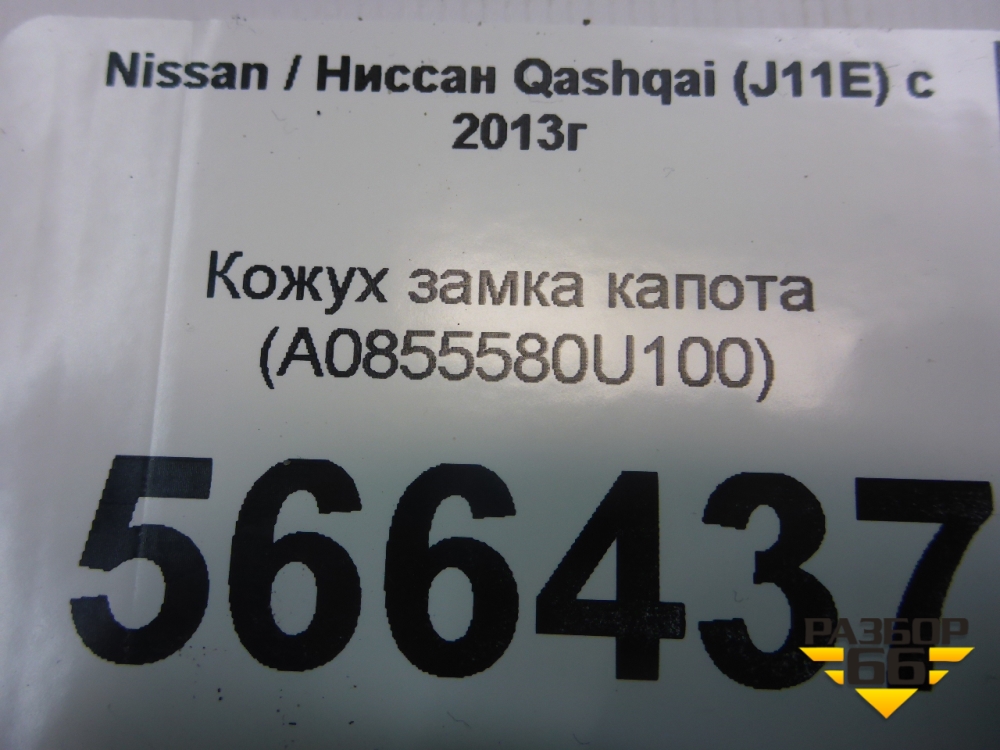 Nissan / Ниссан Qashqai (J11E) с
2013г
Кожух замка капота
(A0855580U100)
566437
РАЗБОР
66